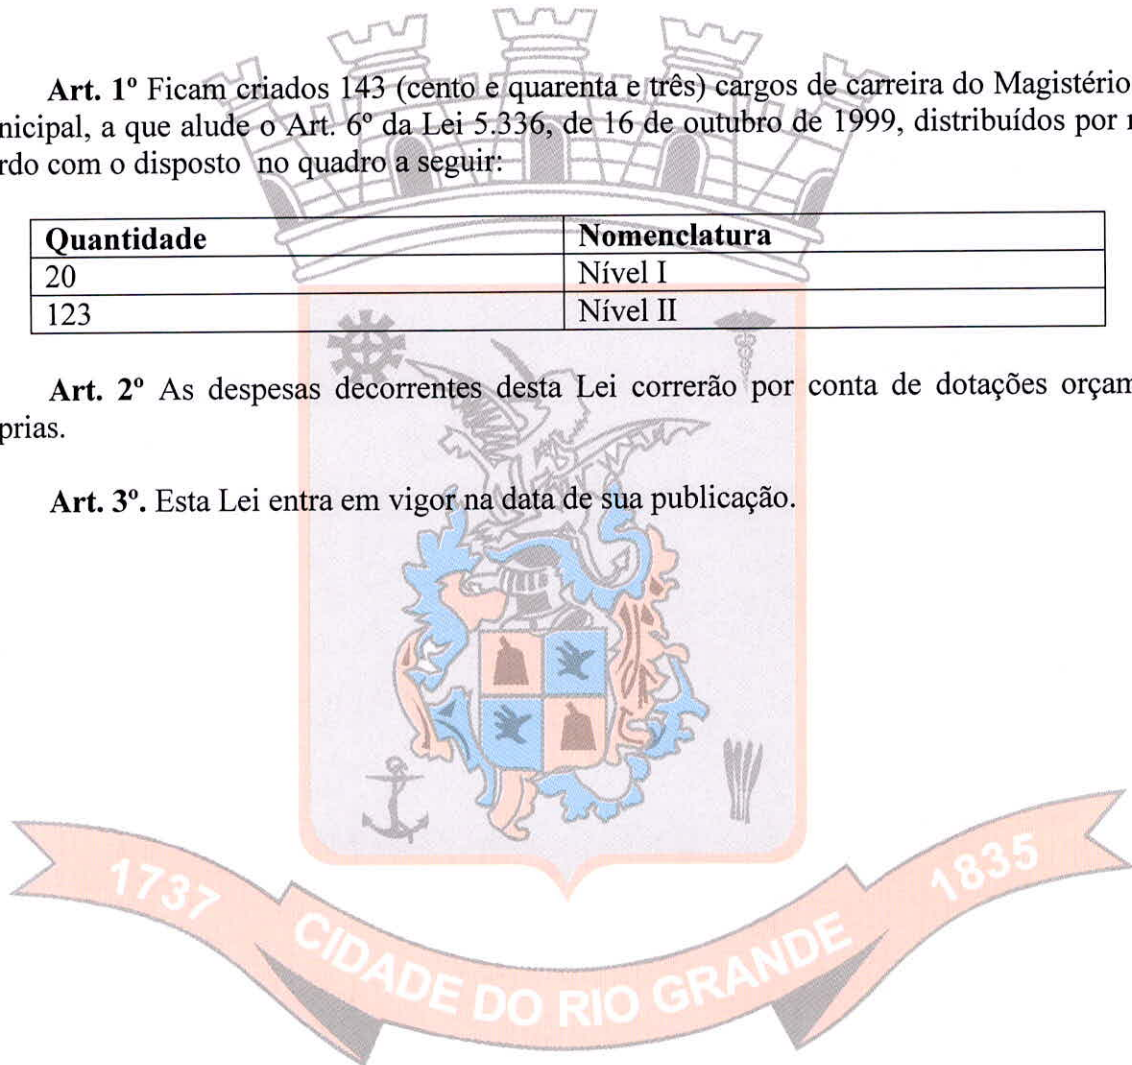 Art. 1º Ficam criados 143 (cento e quarenta e três) cargos de carreira do Magistério
nicipal, a que alude o Art. 6º da Lei 5.336, de 16 de outubro de 1999, distribuídos por
rdo com o disposto no quadro a seguir:
Quantidade Nomenclatura
20 Nível I
123 Nível II
Art. 2º As despesas decorrentes desta Lei correrão por conta de dotações orçam
prias.
Art. 3º. Esta Lei entra em vigor na data de sua publicação.
1737 CIDADE DO RIO GRANDE 1835